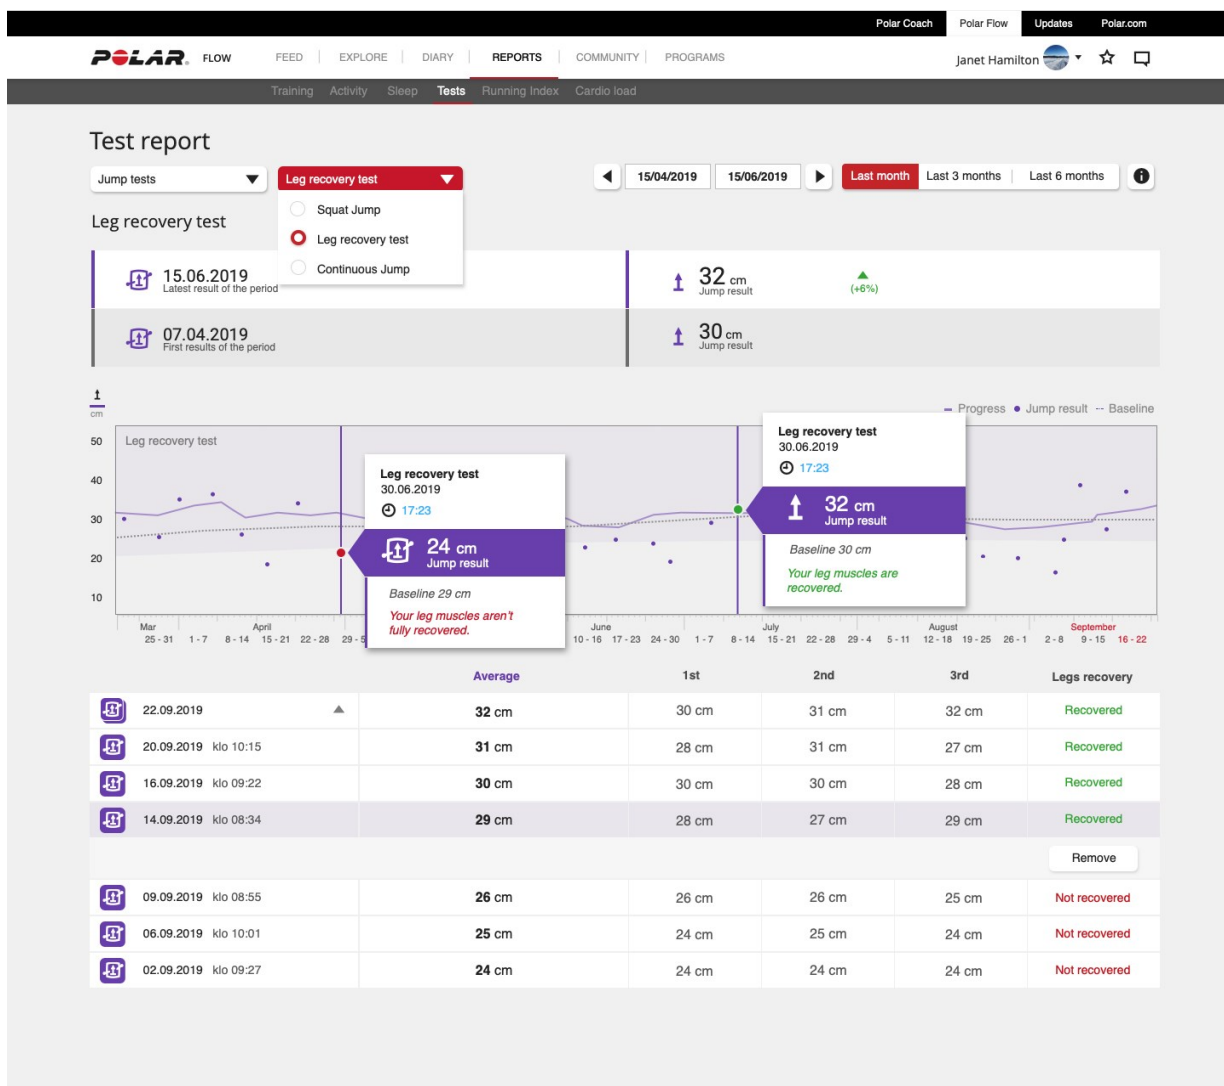 Polar Coach Polar Flow Updates Polar.com
POLAR. FLOW FEED EXPLORE DIARY REPORTS COMMUNITY PROGRAMS Janet Hamilton
Training Activity Sleep Tests Running Index Cardio load
Test report
Jump tests Leg recovery test 15/04/2019 15/06/2019 Last month Last 3 months Last 6 months i
Squat Jump
Leg recovery test
Leg recovery test
Continuous Jump
15.06.2019 32 cm
Latest result of the period Jump result (+6%)
07.04.2019 30 cm
First results of the period Jump result
cm
Progress Jump result Baseline
50 Leg recovery test
40
30
20
10
Leg recovery test
30.06.2019
17:23
24 cm
Jump result
Baseline 29 cm
Your leg muscles aren't
fully recovered.
Leg recovery test
30.06.2019
17:23
32 cm
Jump result
Baseline 30 cm
Your leg muscles are
recovered.
Mar April June July August September
25 - 31 1 - 7 8 - 14 15 - 21 22 - 28 29 - 5 10 - 16 17 - 23 24 - 30 1 - 7 8 - 14 15 - 21 22 - 28 29 - 4 5 - 11 12 - 18 19 - 25 26 - 1 2 - 8 9 - 15 16 - 22
Average 1st 2nd 3rd Legs recovery
22.09.2019 32 cm 30 cm 31 cm 32 cm Recovered
20.09.2019 klo 10:15 31 cm 28 cm 31 cm 27 cm Recovered
16.09.2019 klo 09:22 30 cm 30 cm 30 cm 28 cm Recovered
14.09.2019 klo 08:34 29 cm 28 cm 27 cm 29 cm Recovered
Remove
09.09.2019 klo 08:55 26 cm 26 cm 26 cm 25 cm Not recovered
06.09.2019 klo 10:01 25 cm 24 cm 25 cm 24 cm Not recovered
02.09.2019 klo 09:27 24 cm 24 cm 24 cm 24 cm Not recovered